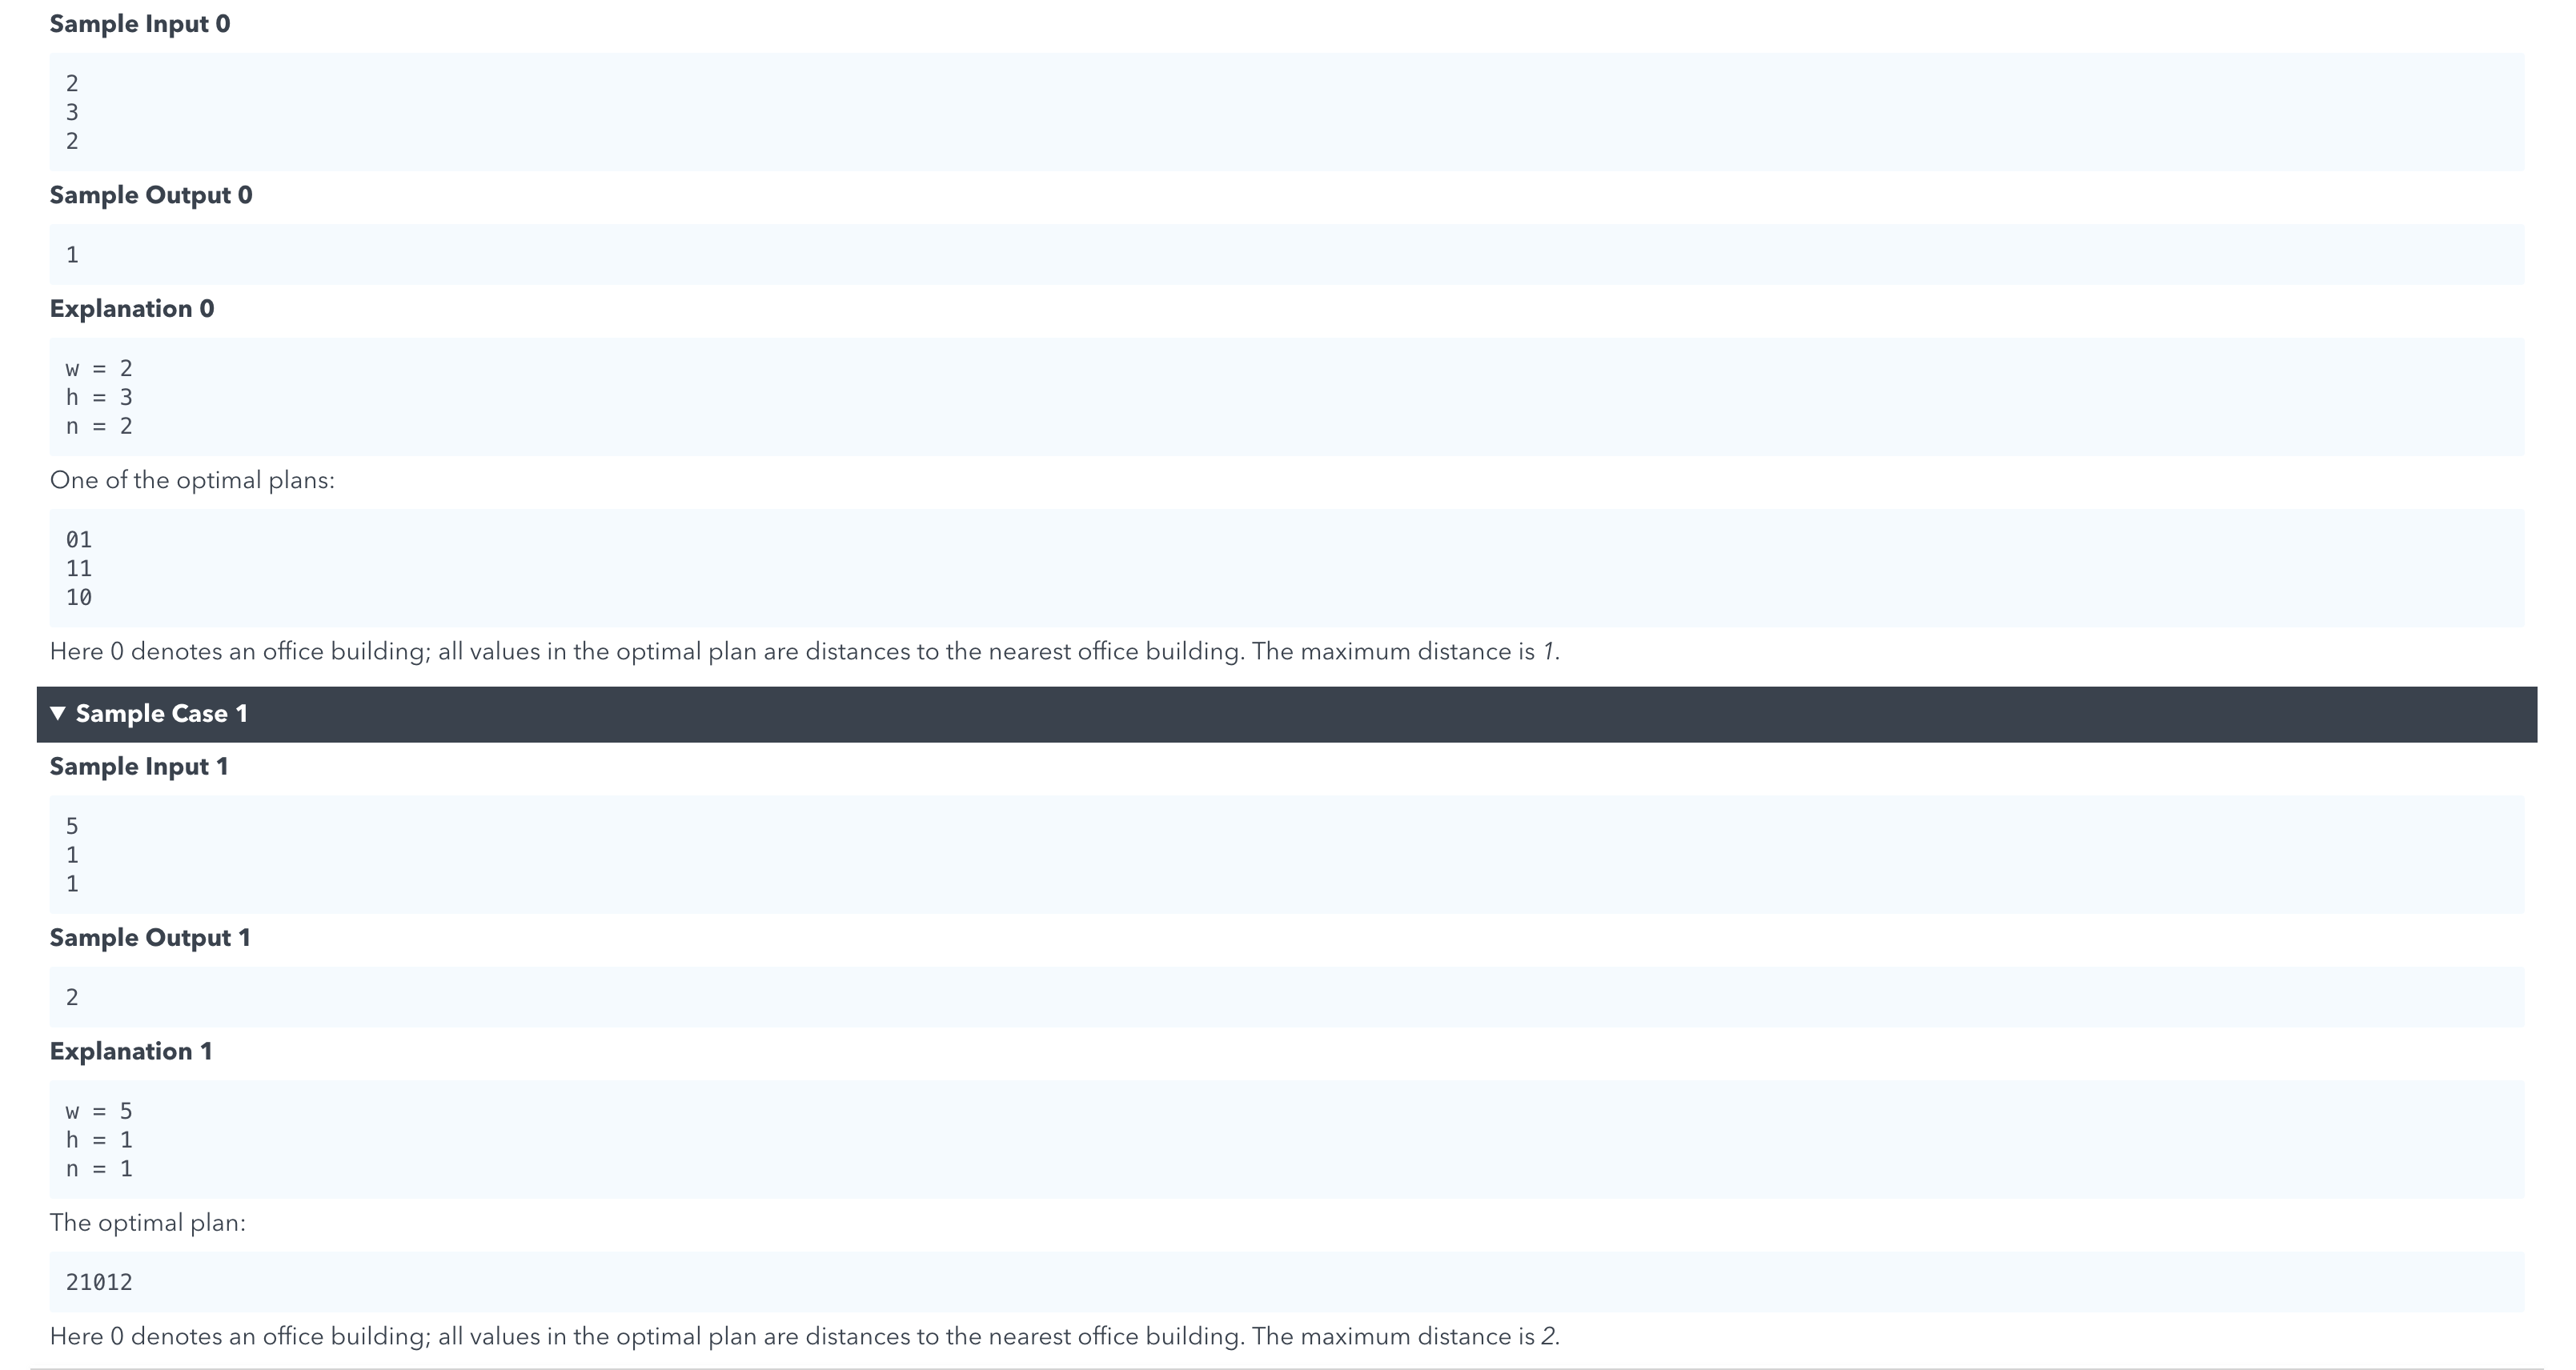 Sample Input 0
2
3
2
Sample Output 0
1
Explanation 0
w = 2
h = 3
n = 2
One of the optimal plans:
01
11
10
Here 0 denotes an office building; all values in the optimal plan are distances to the nearest office building. The maximum distance is 1.
▼ Sample Case 1
Sample Input 1
5
1
1
Sample Output 1
2
Explanation 1
w = 5
h = 1
n = 1
The optimal plan:
21012
Here 0 denotes an office building; all values in the optimal plan are distances to the nearest office building. The maximum distance is 2.